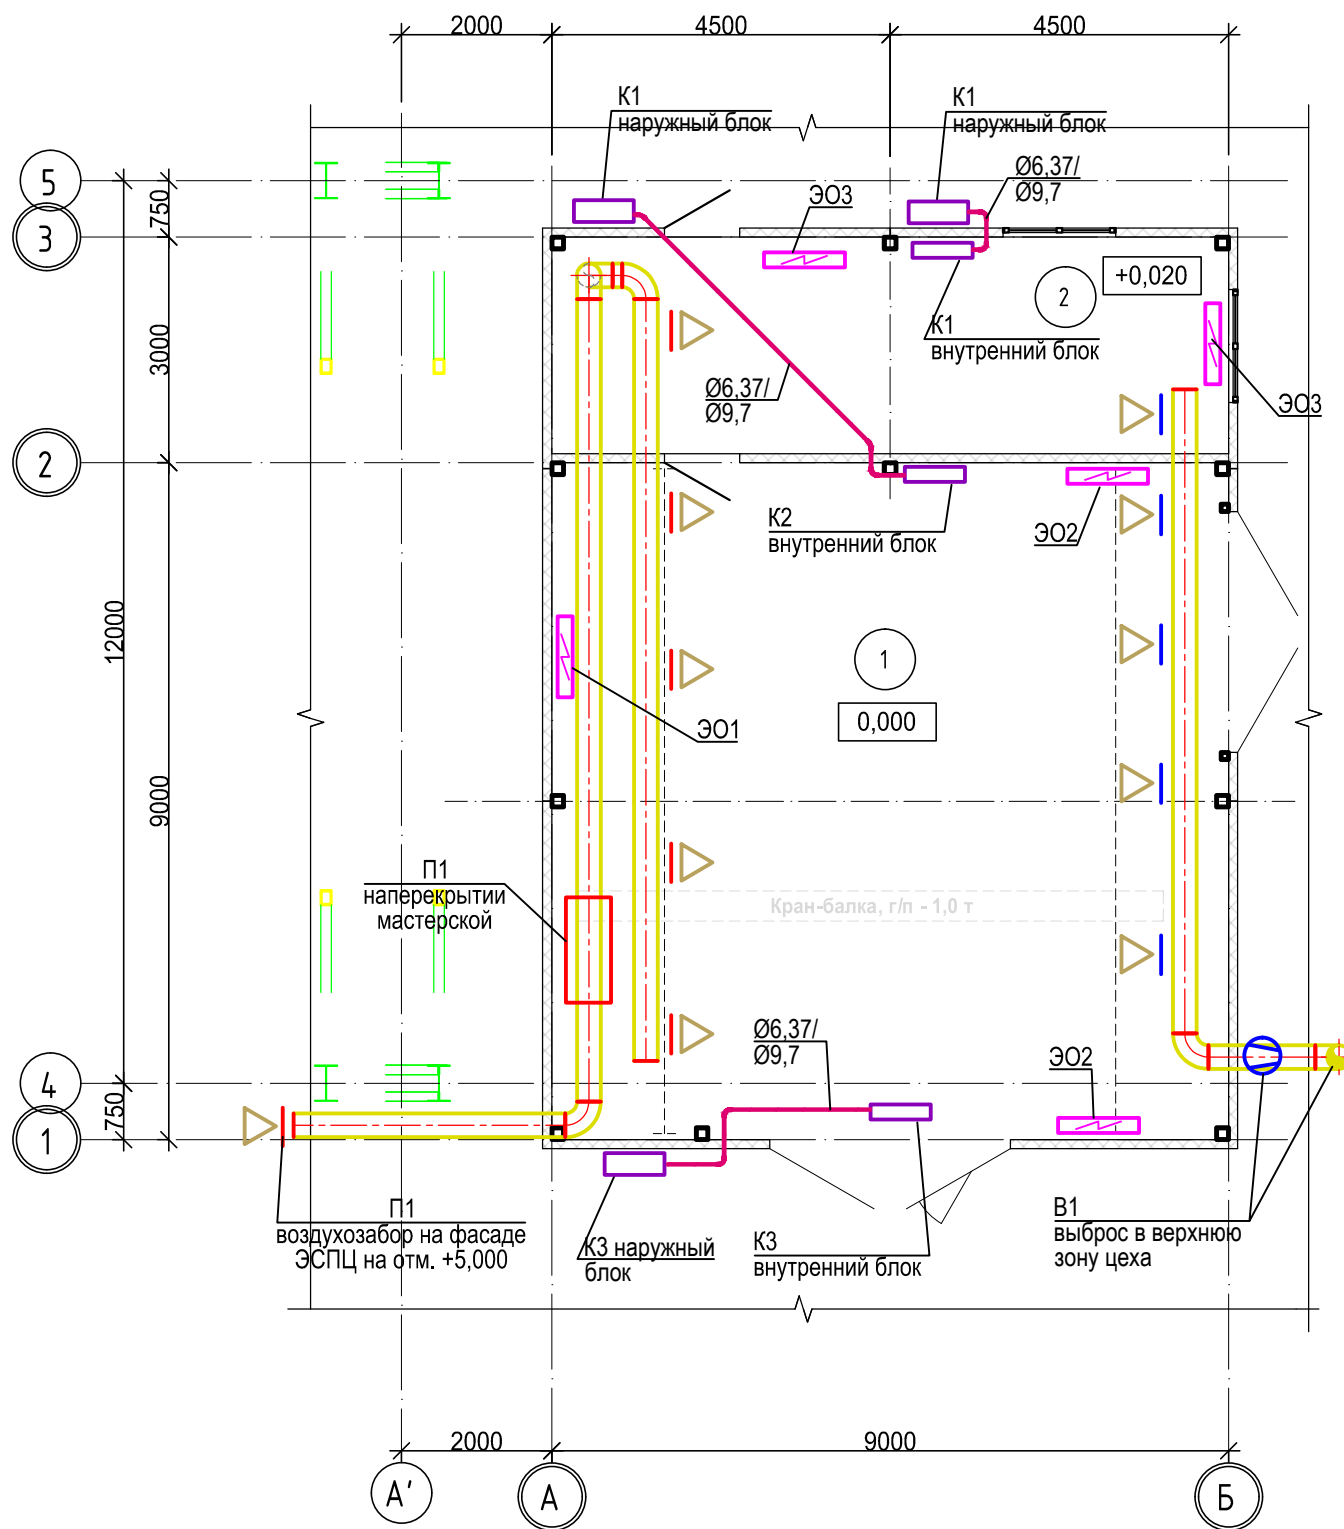 2000
4500
4500
К1
наружный блок
К1
наружный блок
Ø6,37/
Ø9,7
5
750
3
ЭО3
+0,020
2
К1
внутренний блок
3000
Ø6,37/
Ø9,7
ЭО3
2
К2
внутренний блок
ЭО2
12000
1
0,000
ЭО1
9000
П1
наперекрытии
мастерской
Кран-балка, г/п - 1,0 т
Ø6,37/
Ø9,7
ЭО2
4
750
1
П1
воздухозабор на фасаде
ЭСПЦ на отм. +5,000
К3 наружный
блок
К3
внутренний блок
В1
выброс в верхнюю
зону цеха
2000
9000
А'
А
Б